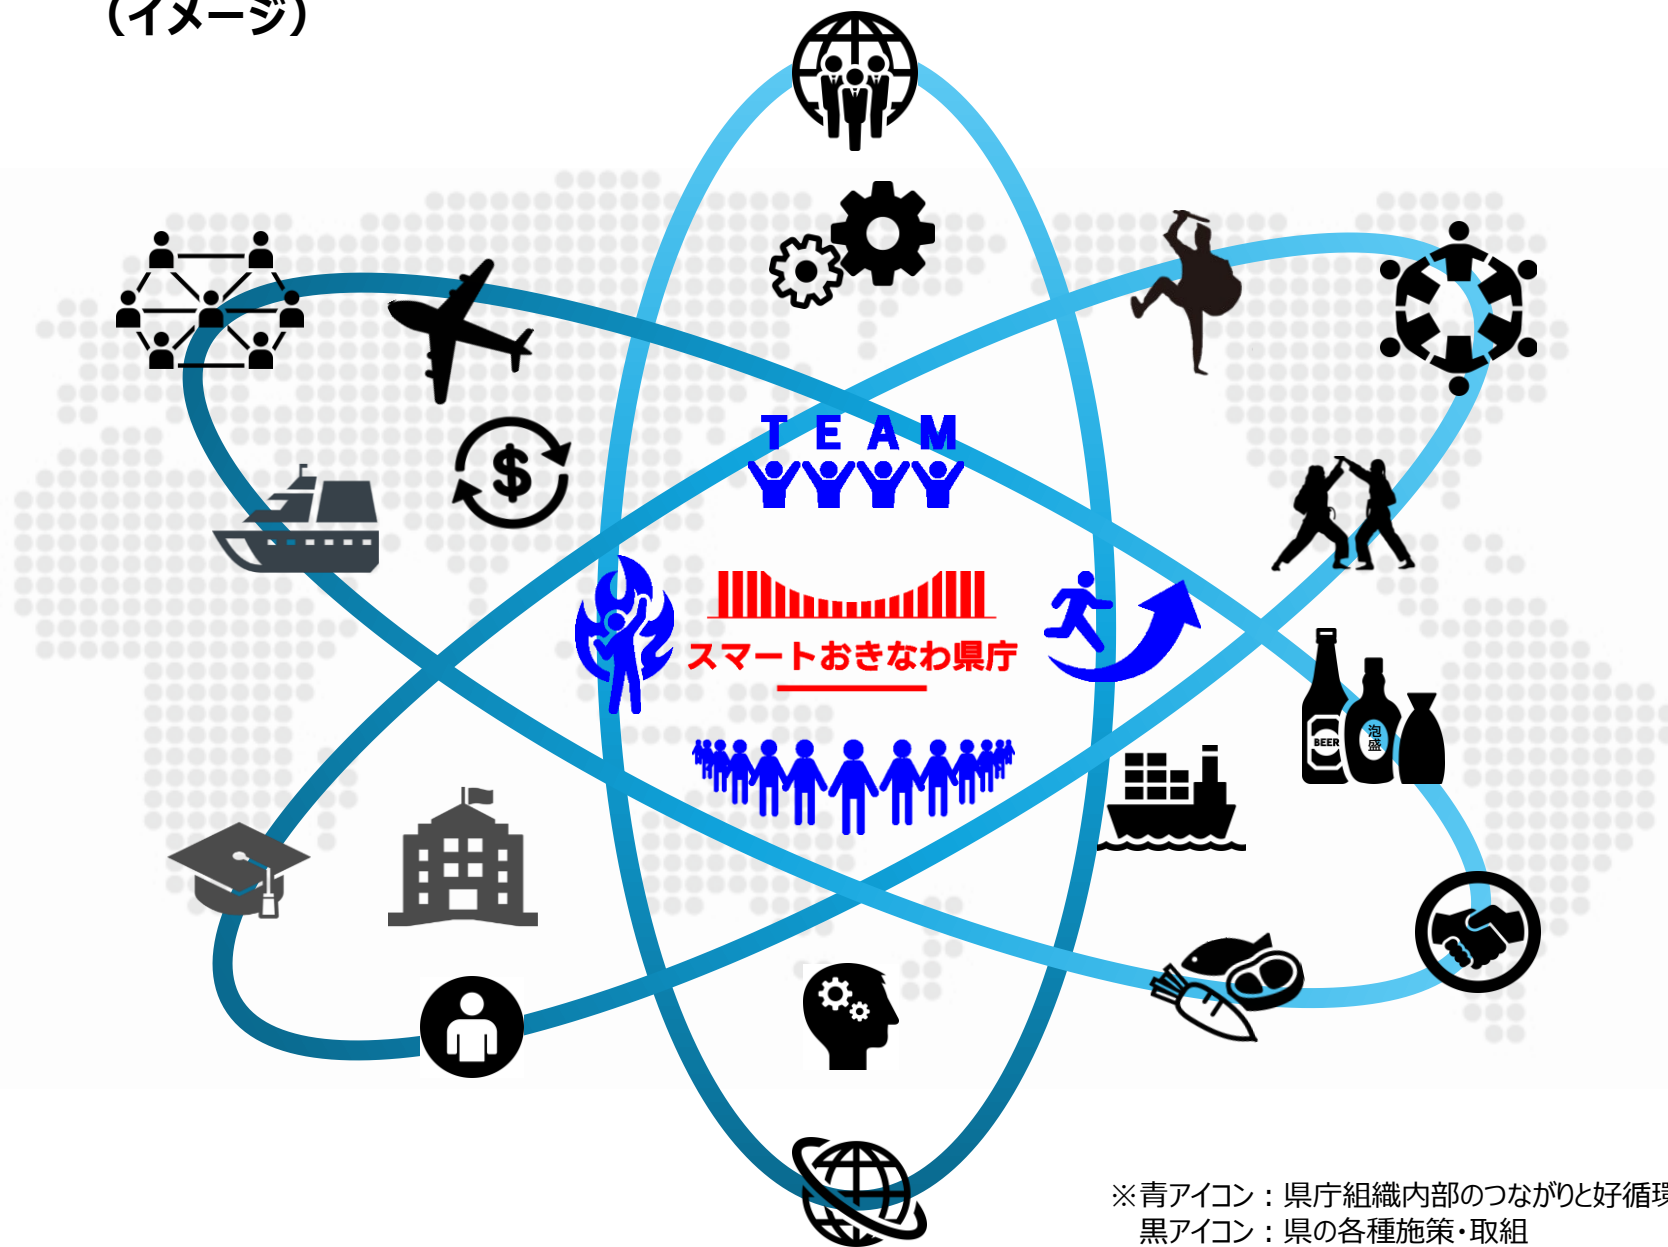 （イメージ）
TEAM
スマートおきなわ県庁
BEER
泡盛
※青アイコン：県庁組織内部のつながりと好循環
黒アイコン：県の各種施策・取組